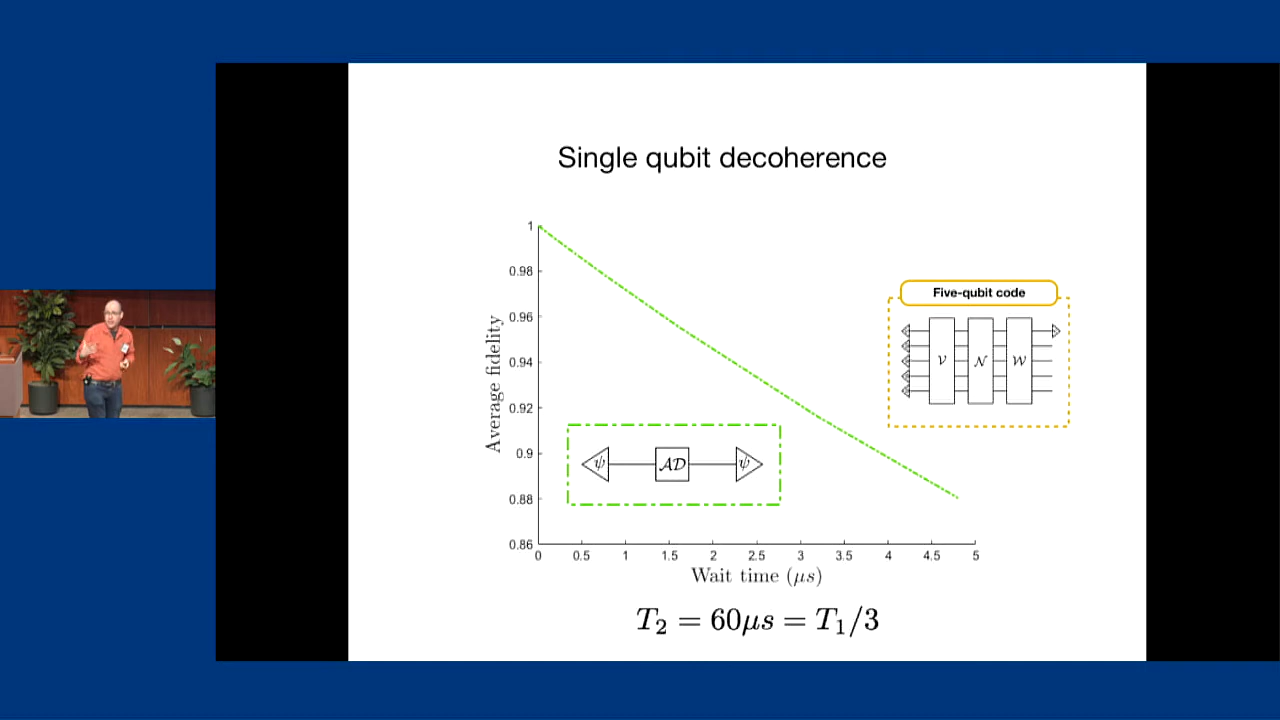 Single qubit decoherence
1
0.98
0.96
0.94
0.92
0.9
0.88
0.86
Average fidelity
0 0.5 1 1.5 2 2.5 3 3.5 4 4.5 5
Wait time (μs)
ψ AD ψ
Five-qubit code
V N W
T₂ = 60μs = T₁/3